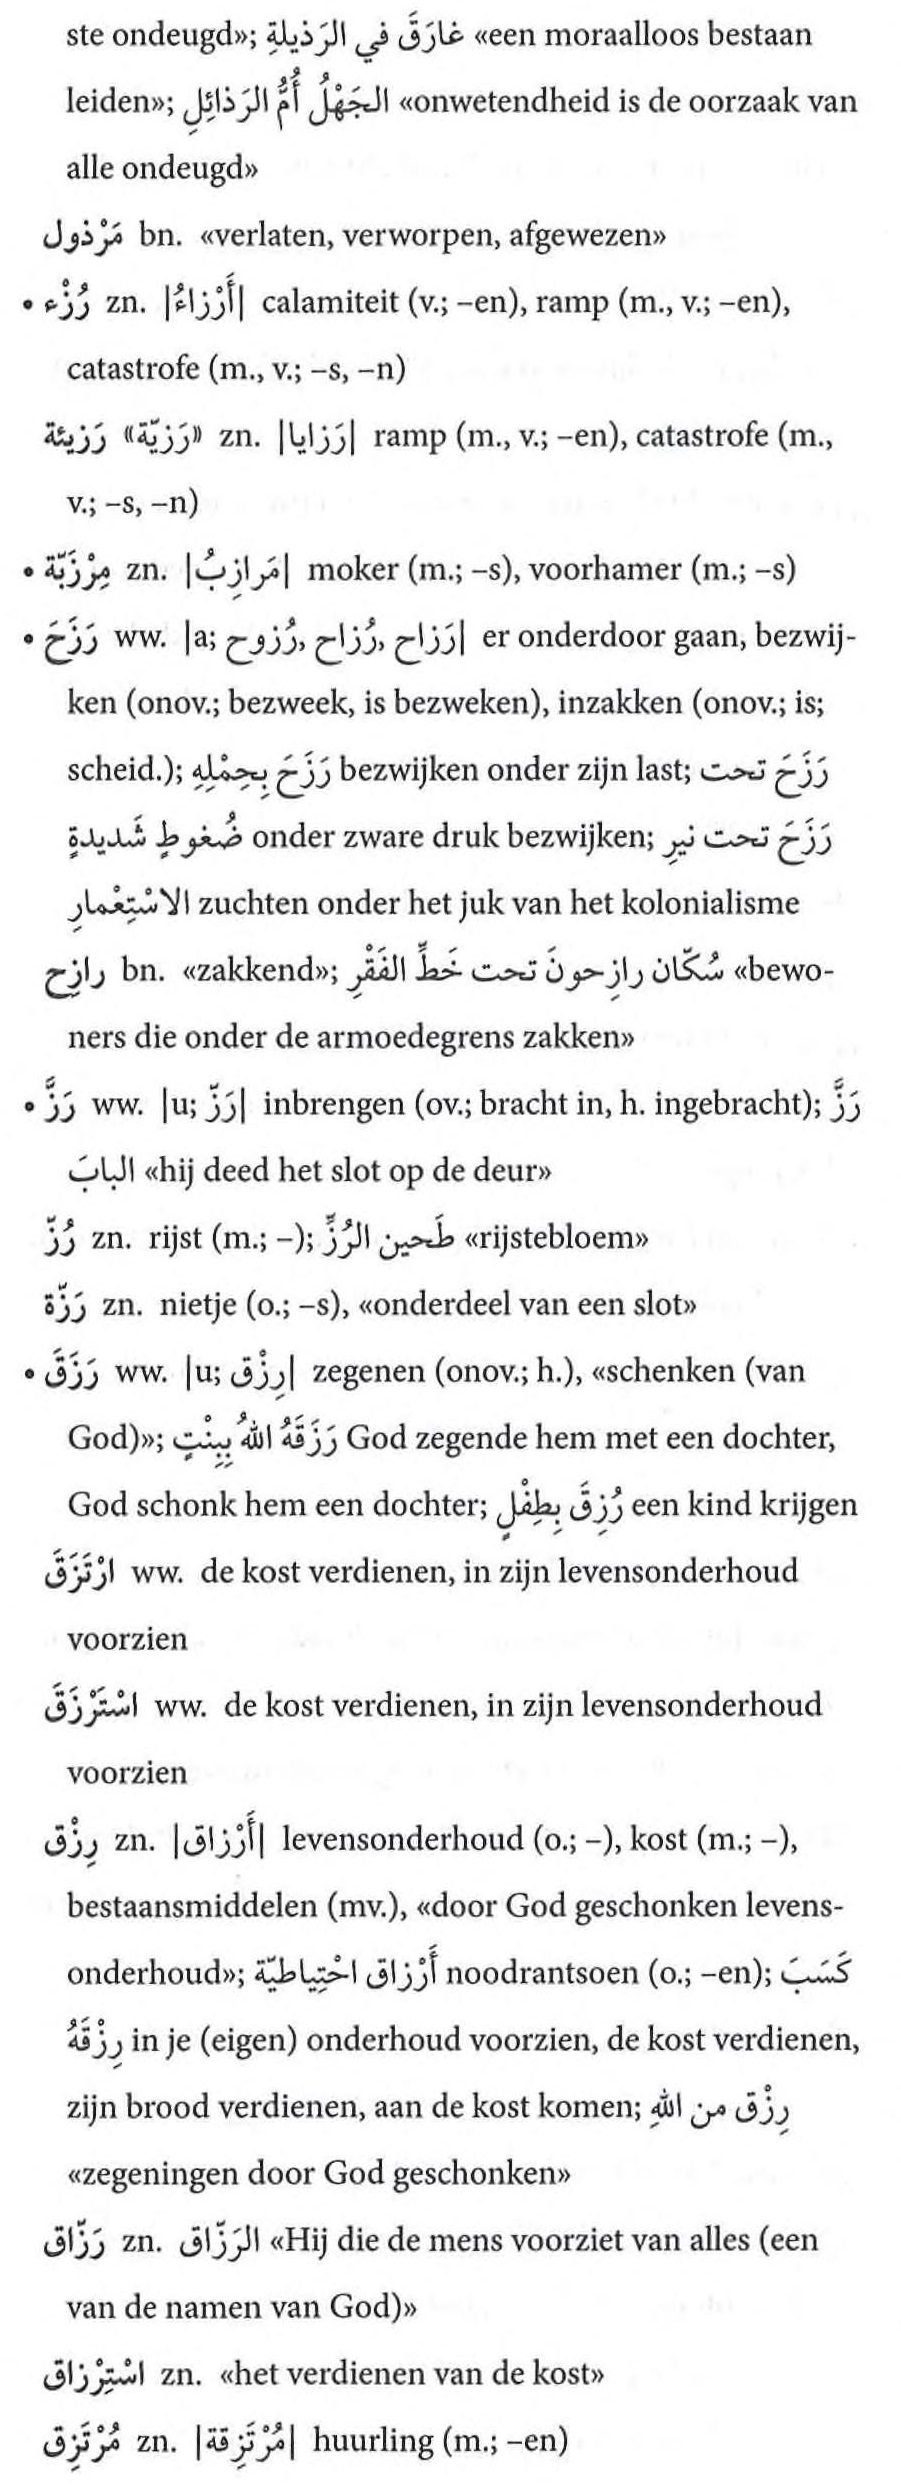 ste ondeugd»; غارَقَ في الرَذيلةِ «een moraalloos bestaan
leiden»; الجَهْلُ أُمُّ الرَذائِلِ «onwetendheid is de oorzaak van
alle ondeugd»
مَرْذول bn. «verlaten, verworpen, afgewezen»
• رُزْء zn. |أَرْزاءُ| calamiteit (v.; –en), ramp (m., v.; –en),
catastrofe (m., v.; –s, –n)
رَزيئة «رَزيّة» zn. |رَزايا| ramp (m., v.; –en), catastrofe (m.,
v.; –s, –n)
• مِرْزَبّة zn. |مَرازِبُ| moker (m.; –s), voorhamer (m.; –s)
• رَزَحَ ww. |a; رَزاح, رُزاح, رُزوح| er onderdoor gaan, bezwij-
ken (onov.; bezweek, is bezweken), inzakken (onov.; is;
scheid.); رَزَحَ بِحِمْلِهِ bezwijken onder zijn last; رَزَحَ تحت
ضُغوطٍ شَديدةٍ onder zware druk bezwijken; رَزَحَ تحت نيرِ
الاسْتِعْمارِ zuchten onder het juk van het kolonialisme
رازِح bn. «zakkend»; سُكّان رازِحونَ تحت خَطِّ الفَقْرِ «bewo-
ners die onder de armoedegrens zakken»
• رَزَّ ww. |u; رَزّ| inbrengen (ov.; bracht in, h. ingebracht); رَزَّ
البابَ «hij deed het slot op de deur»
رُزّ zn. rijst (m.; –); طَحين الرُزِّ «rijstebloem»
رَزّة zn. nietje (o.; –s), «onderdeel van een slot»
• رَزَقَ ww. |u; رِزْق| zegenen (onov.; h.), «schenken (van
God)»; رَزَقَهُ اللهُ بِبِنْتٍ God zegende hem met een dochter,
God schonk hem een dochter; رُزِقَ بِطِفْلٍ een kind krijgen
ارْتَزَقَ ww. de kost verdienen, in zijn levensonderhoud
voorzien
اسْتَرْزَقَ ww. de kost verdienen, in zijn levensonderhoud
voorzien
رِزْق zn. |أَرْزاق| levensonderhoud (o.; –), kost (m.; –),
bestaansmiddelen (mv.), «door God geschonken levens-
onderhoud»; أَرْزاق احْتِياطيّة noodrantsoen (o.; –en); كَسَبَ
رِزْقَهُ in je (eigen) onderhoud voorzien, de kost verdienen,
zijn brood verdienen, aan de kost komen; رِزْق من اللهِ
«zegeningen door God geschonken»
رَزّاق zn. الرَزّاق «Hij die de mens voorziet van alles (een
van de namen van God)»
اسْتِرْزاق zn. «het verdienen van de kost»
مُرْتَزِق zn. |مُرْتَزِقة| huurling (m.; –en)